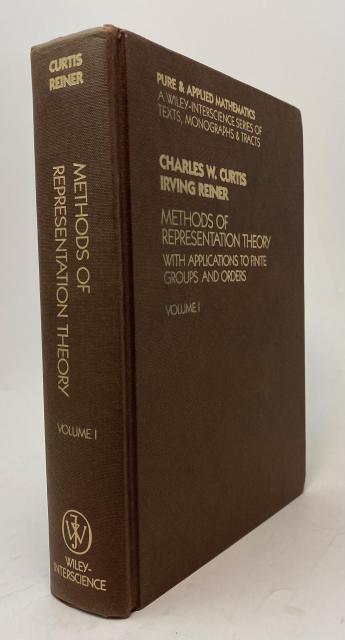 CURTIS
REINER
METHODS OF
REPRESENTATION THEORY
VOLUME I
WILEY-
INTERSCIENCE
PURE & APPLIED MATHEMATICS
A WILEY-INTERSCIENCE SERIES OF
TEXTS, MONOGRAPHS & TRACTS
CHARLES W. CURTIS
IRVING REINER
METHODS OF
REPRESENTATION THEORY
WITH APPLICATIONS TO FINITE
GROUPS AND ORDERS
VOLUME I